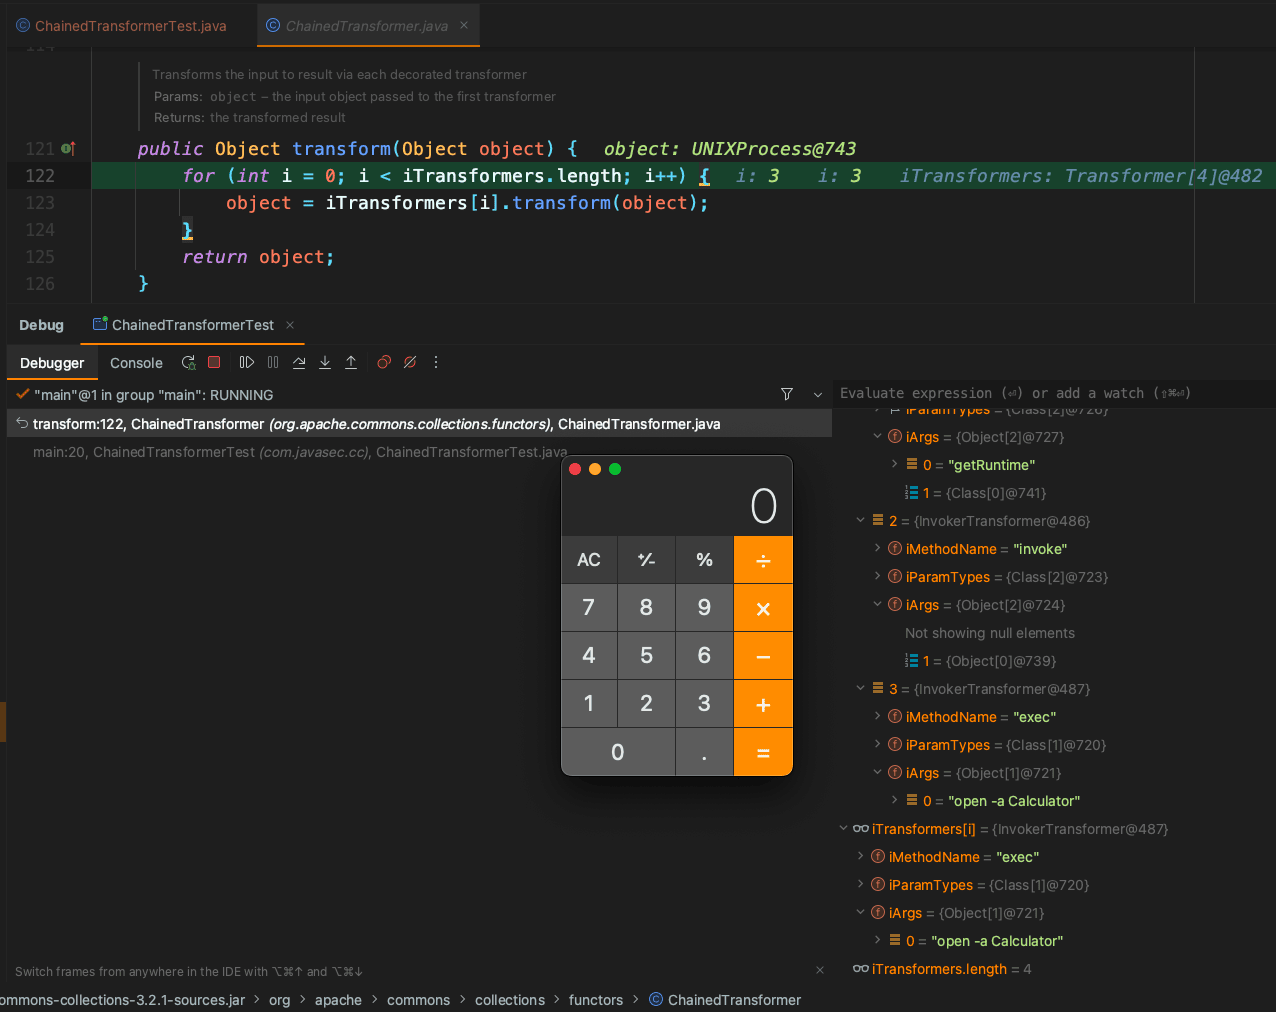 ChainedTransformerTest.java
ChainedTransformer.java
114
Transforms the input to result via each decorated transformer
Params: object – the input object passed to the first transformer
Returns: the transformed result
121 public Object transform(Object object) { object: UNIXProcess@743
122 for (int i = 0; i < iTransformers.length; i++) { i: 3 i: 3 iTransformers: Transformer[4]@482
123 object = iTransformers[i].transform(object);
124 }
125 return object;
126 }
Debug ChainedTransformerTest
Debugger Console
"main"@1 in group "main": RUNNING
transform:122, ChainedTransformer (org.apache.commons.collections.functors), ChainedTransformer.java
main:20, ChainedTransformerTest (com.javasec.cc), ChainedTransformerTest.java
0
AC +⁄- % ÷
7 8 9 ×
4 5 6 −
1 2 3 +
0 . =
Evaluate expression (⏎) or add a watch (⇧⌘⏎)
iParamTypes = {Class[2]@726}
iArgs = {Object[2]@727}
0 = "getRuntime"
1 = {Class[0]@741}
2 = {InvokerTransformer@486}
iMethodName = "invoke"
iParamTypes = {Class[2]@723}
iArgs = {Object[2]@724}
Not showing null elements
1 = {Object[0]@739}
3 = {InvokerTransformer@487}
iMethodName = "exec"
iParamTypes = {Class[1]@720}
iArgs = {Object[1]@721}
0 = "open -a Calculator"
iTransformers[i] = {InvokerTransformer@487}
iMethodName = "exec"
iParamTypes = {Class[1]@720}
iArgs = {Object[1]@721}
0 = "open -a Calculator"
iTransformers.length = 4
Switch frames from anywhere in the IDE with ⌥⌘↑ and ⌥⌘↓
ommons-collections-3.2.1-sources.jar > org > apache > commons > collections > functors > ChainedTransformer